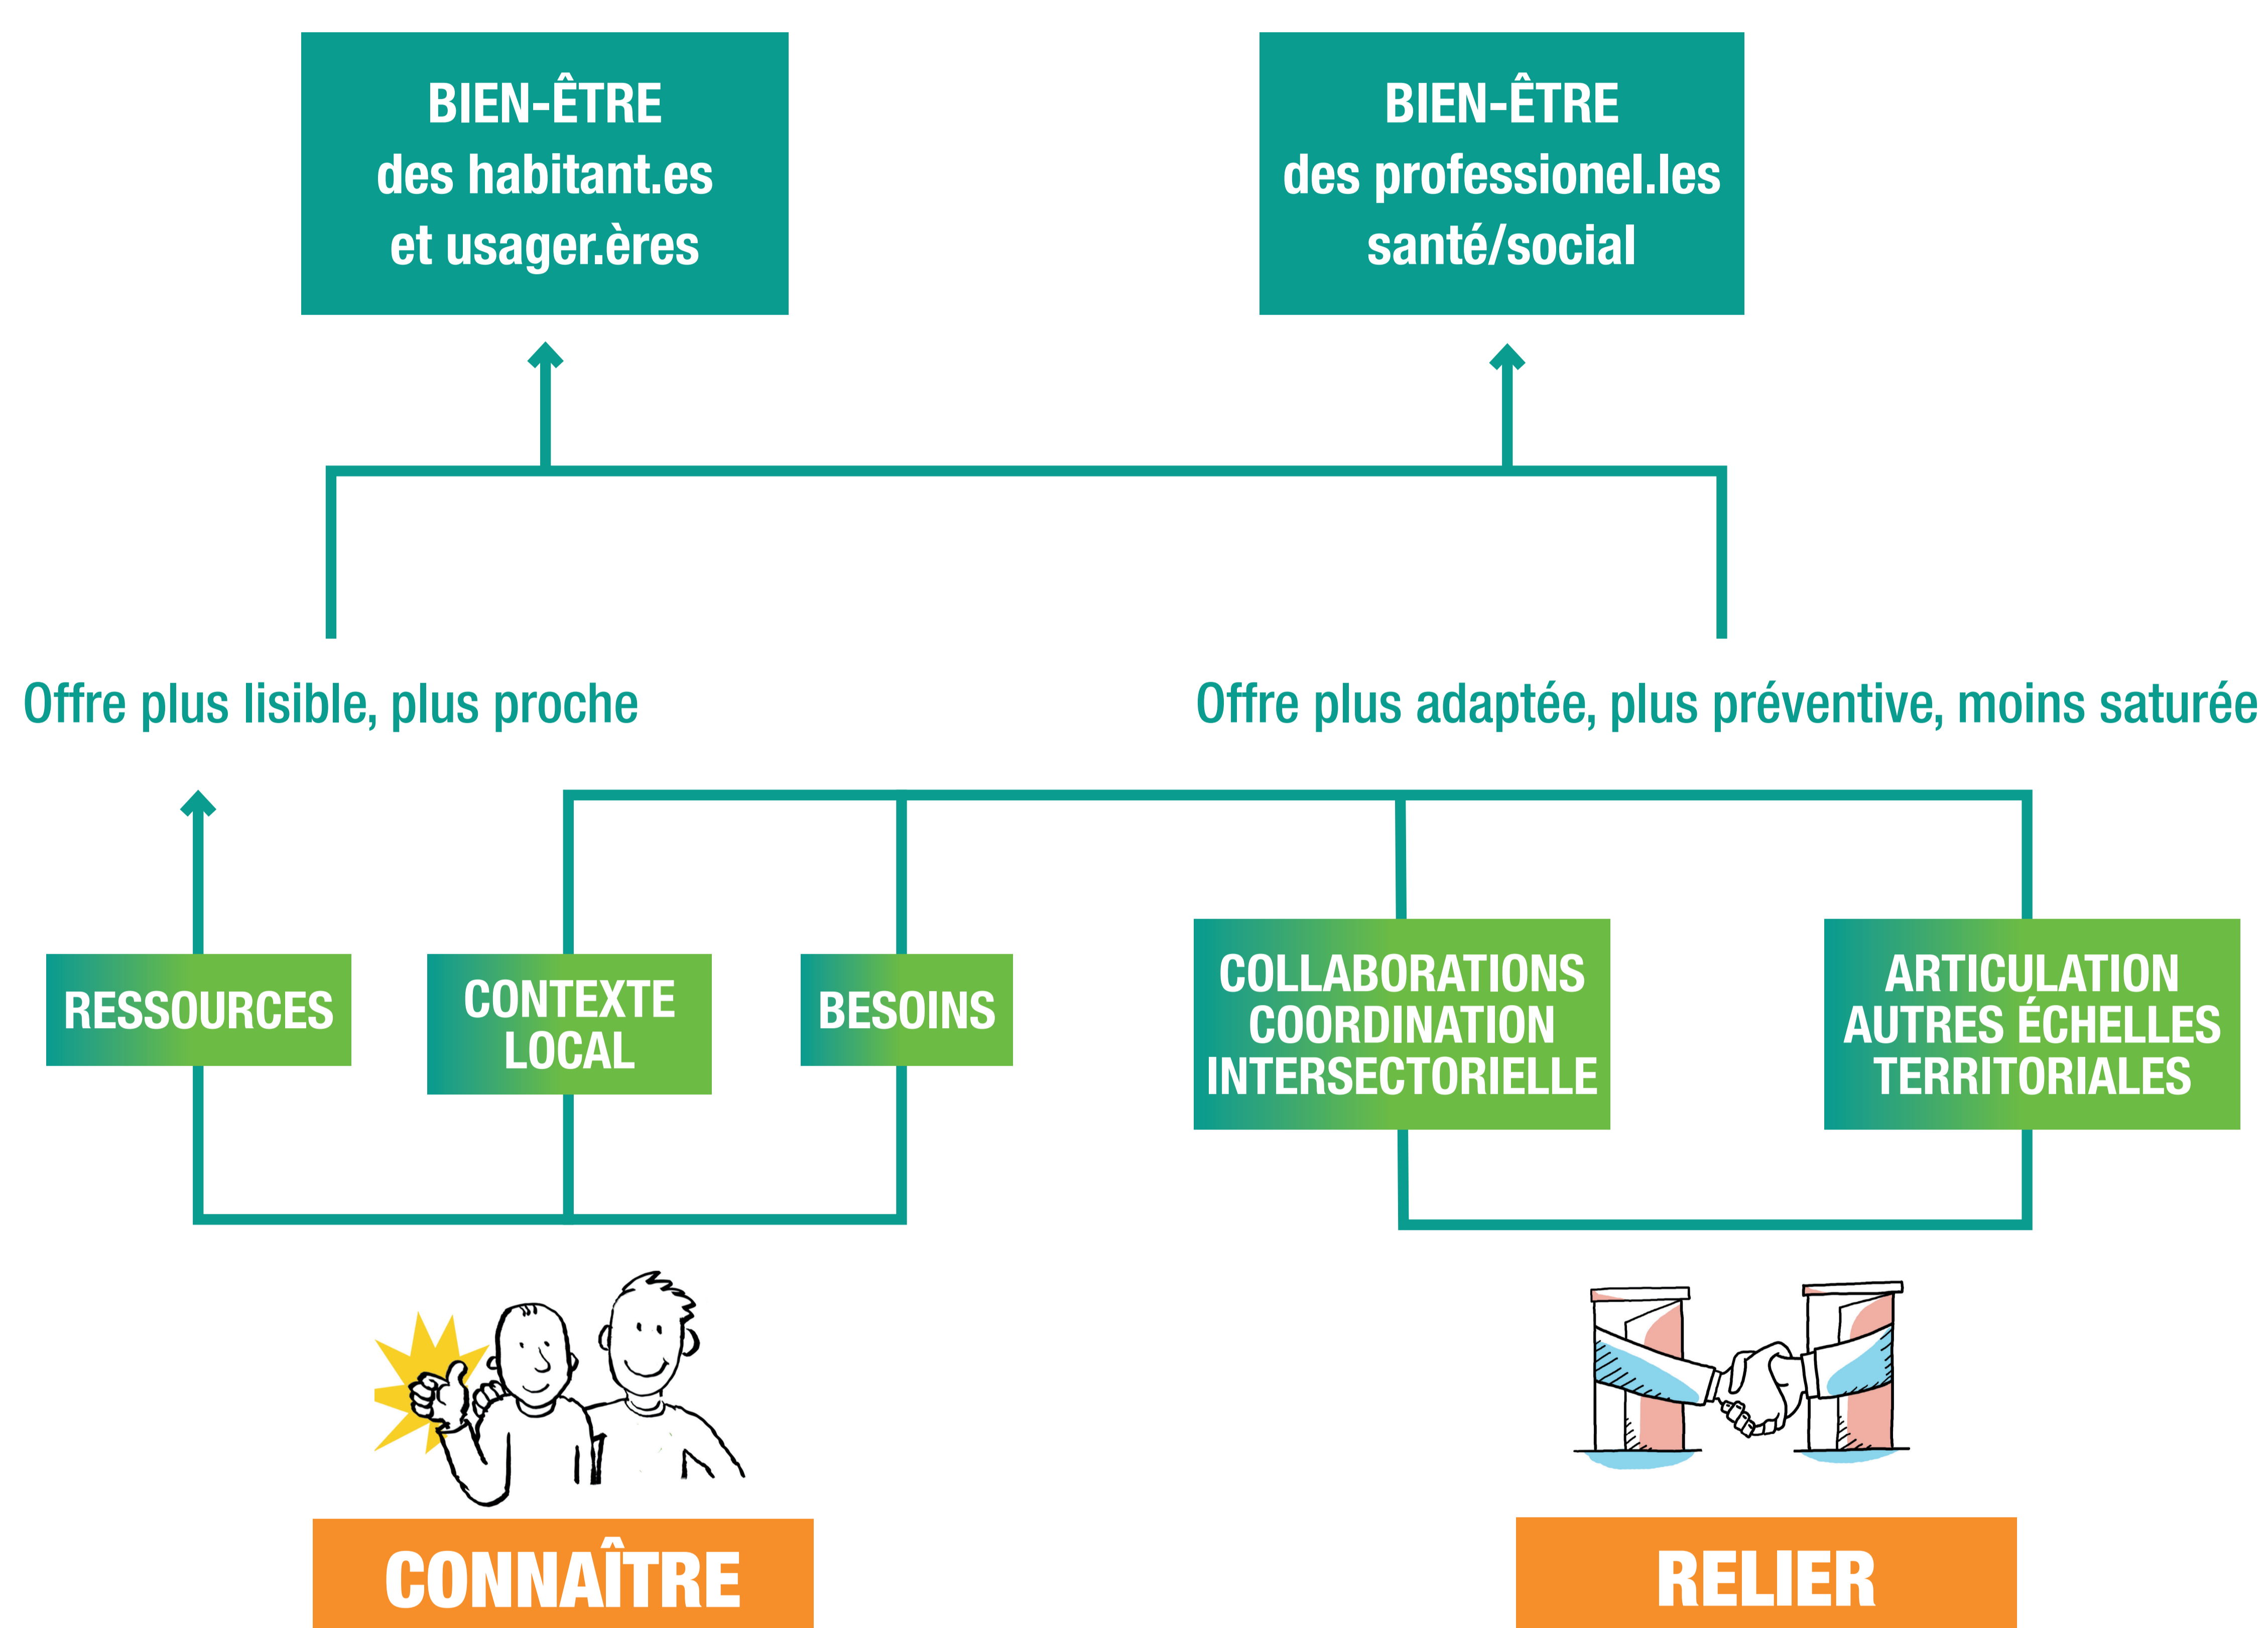 BIEN-ÊTRE
des habitant.es
et usager.ères
BIEN-ÊTRE
des professionel.les
santé/social
Offre plus lisible, plus proche
Offre plus adaptée, plus préventive, moins saturée
RESSOURCES
CONTEXTE
LOCAL
BESOINS
COLLABORATIONS
COORDINATION
INTERSECTORIELLE
ARTICULATION
AUTRES ÉCHELLES
TERRITORIALES
CONNAÎTRE
RELIER